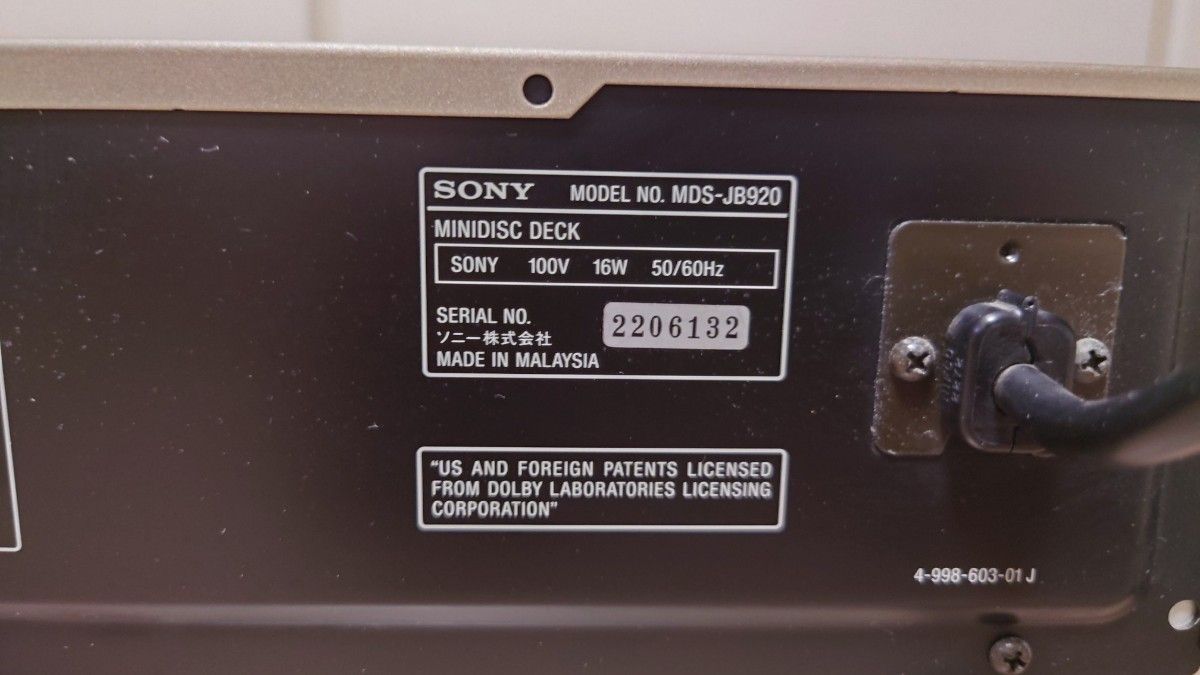 SONY MODEL NO. MDS-JB920
MINIDISC DECK
SONY 100V 16W 50/60Hz
SERIAL NO. 2206132
ソニー株式会社
MADE IN MALAYSIA
"US AND FOREIGN PATENTS LICENSED
FROM DOLBY LABORATORIES LICENSING
CORPORATION"
4-998-603-01 J